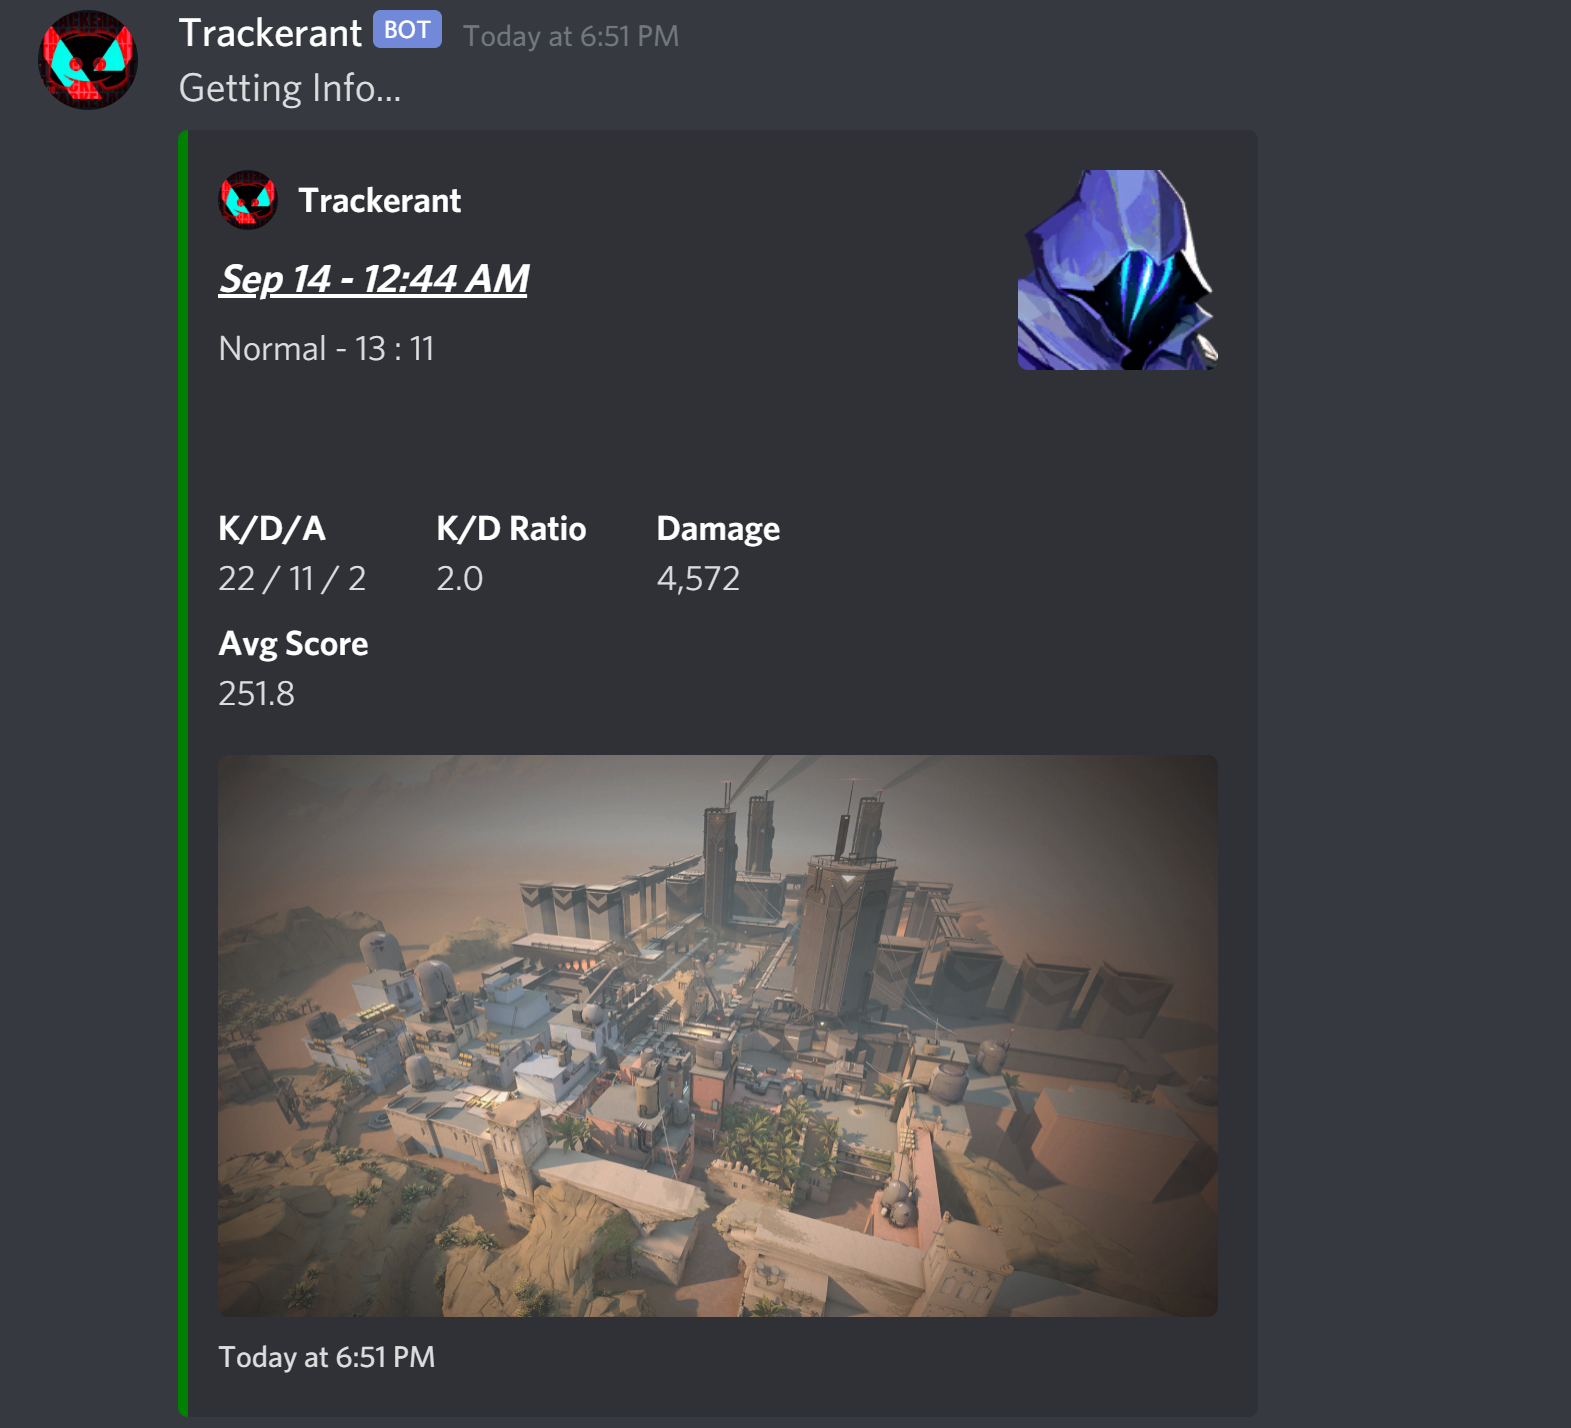 Trackerant BOT Today at 6:51 PM
Getting Info...
Trackerant
Sep 14 - 12:44 AM
Normal - 13 : 11
K/D/A K/D Ratio Damage
22 / 11 / 2 2.0 4,572
Avg Score
251.8
Today at 6:51 PM